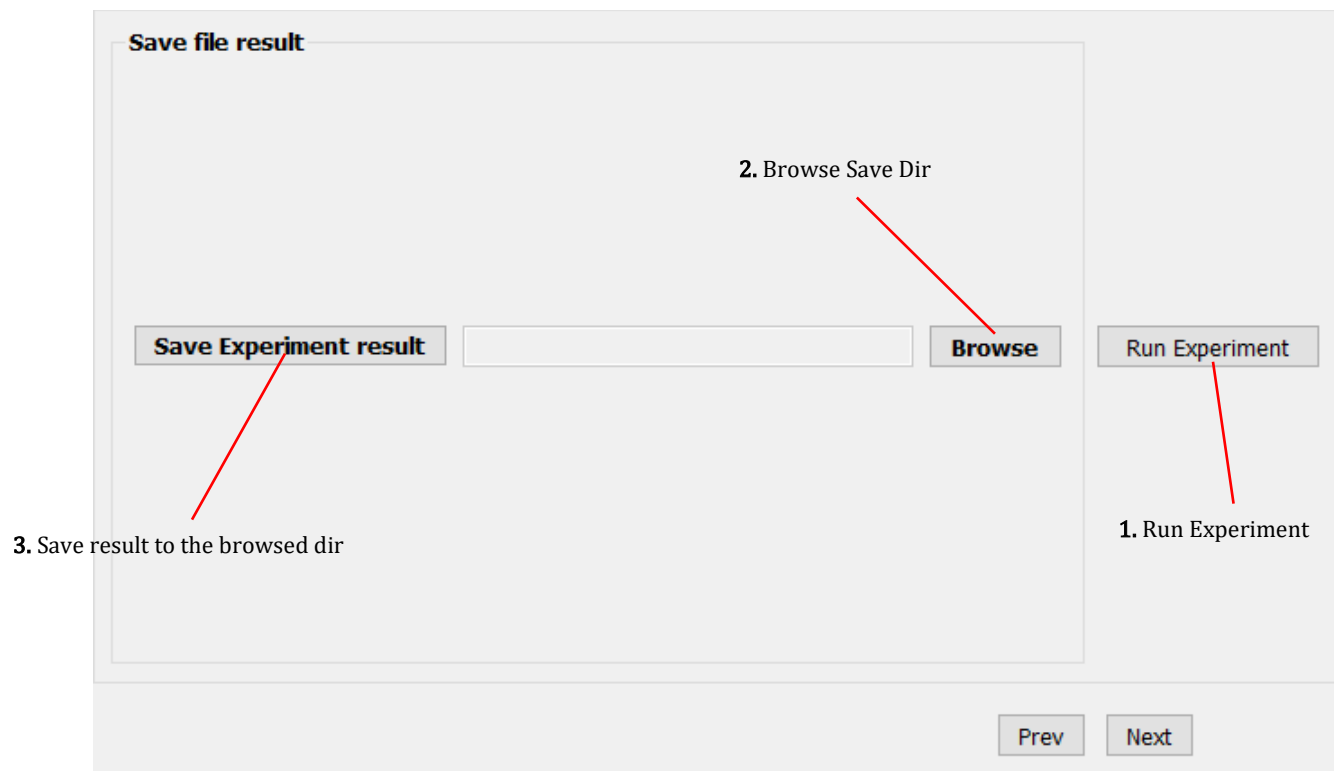 Save file result
2. Browse Save Dir
Save Experiment result
Browse
Run Experiment
1. Run Experiment
3. Save result to the browsed dir
Prev
Next